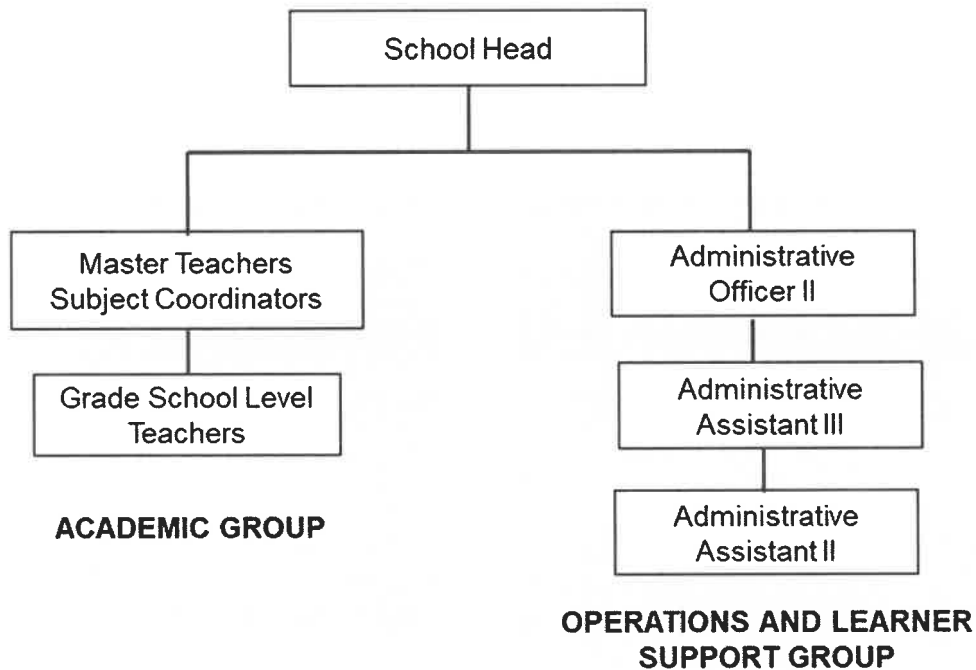 School Head
Master Teachers
Subject Coordinators
Grade School Level
Teachers
ACADEMIC GROUP
Administrative
Officer II
Administrative
Assistant III
Administrative
Assistant II
OPERATIONS AND LEARNER
SUPPORT GROUP